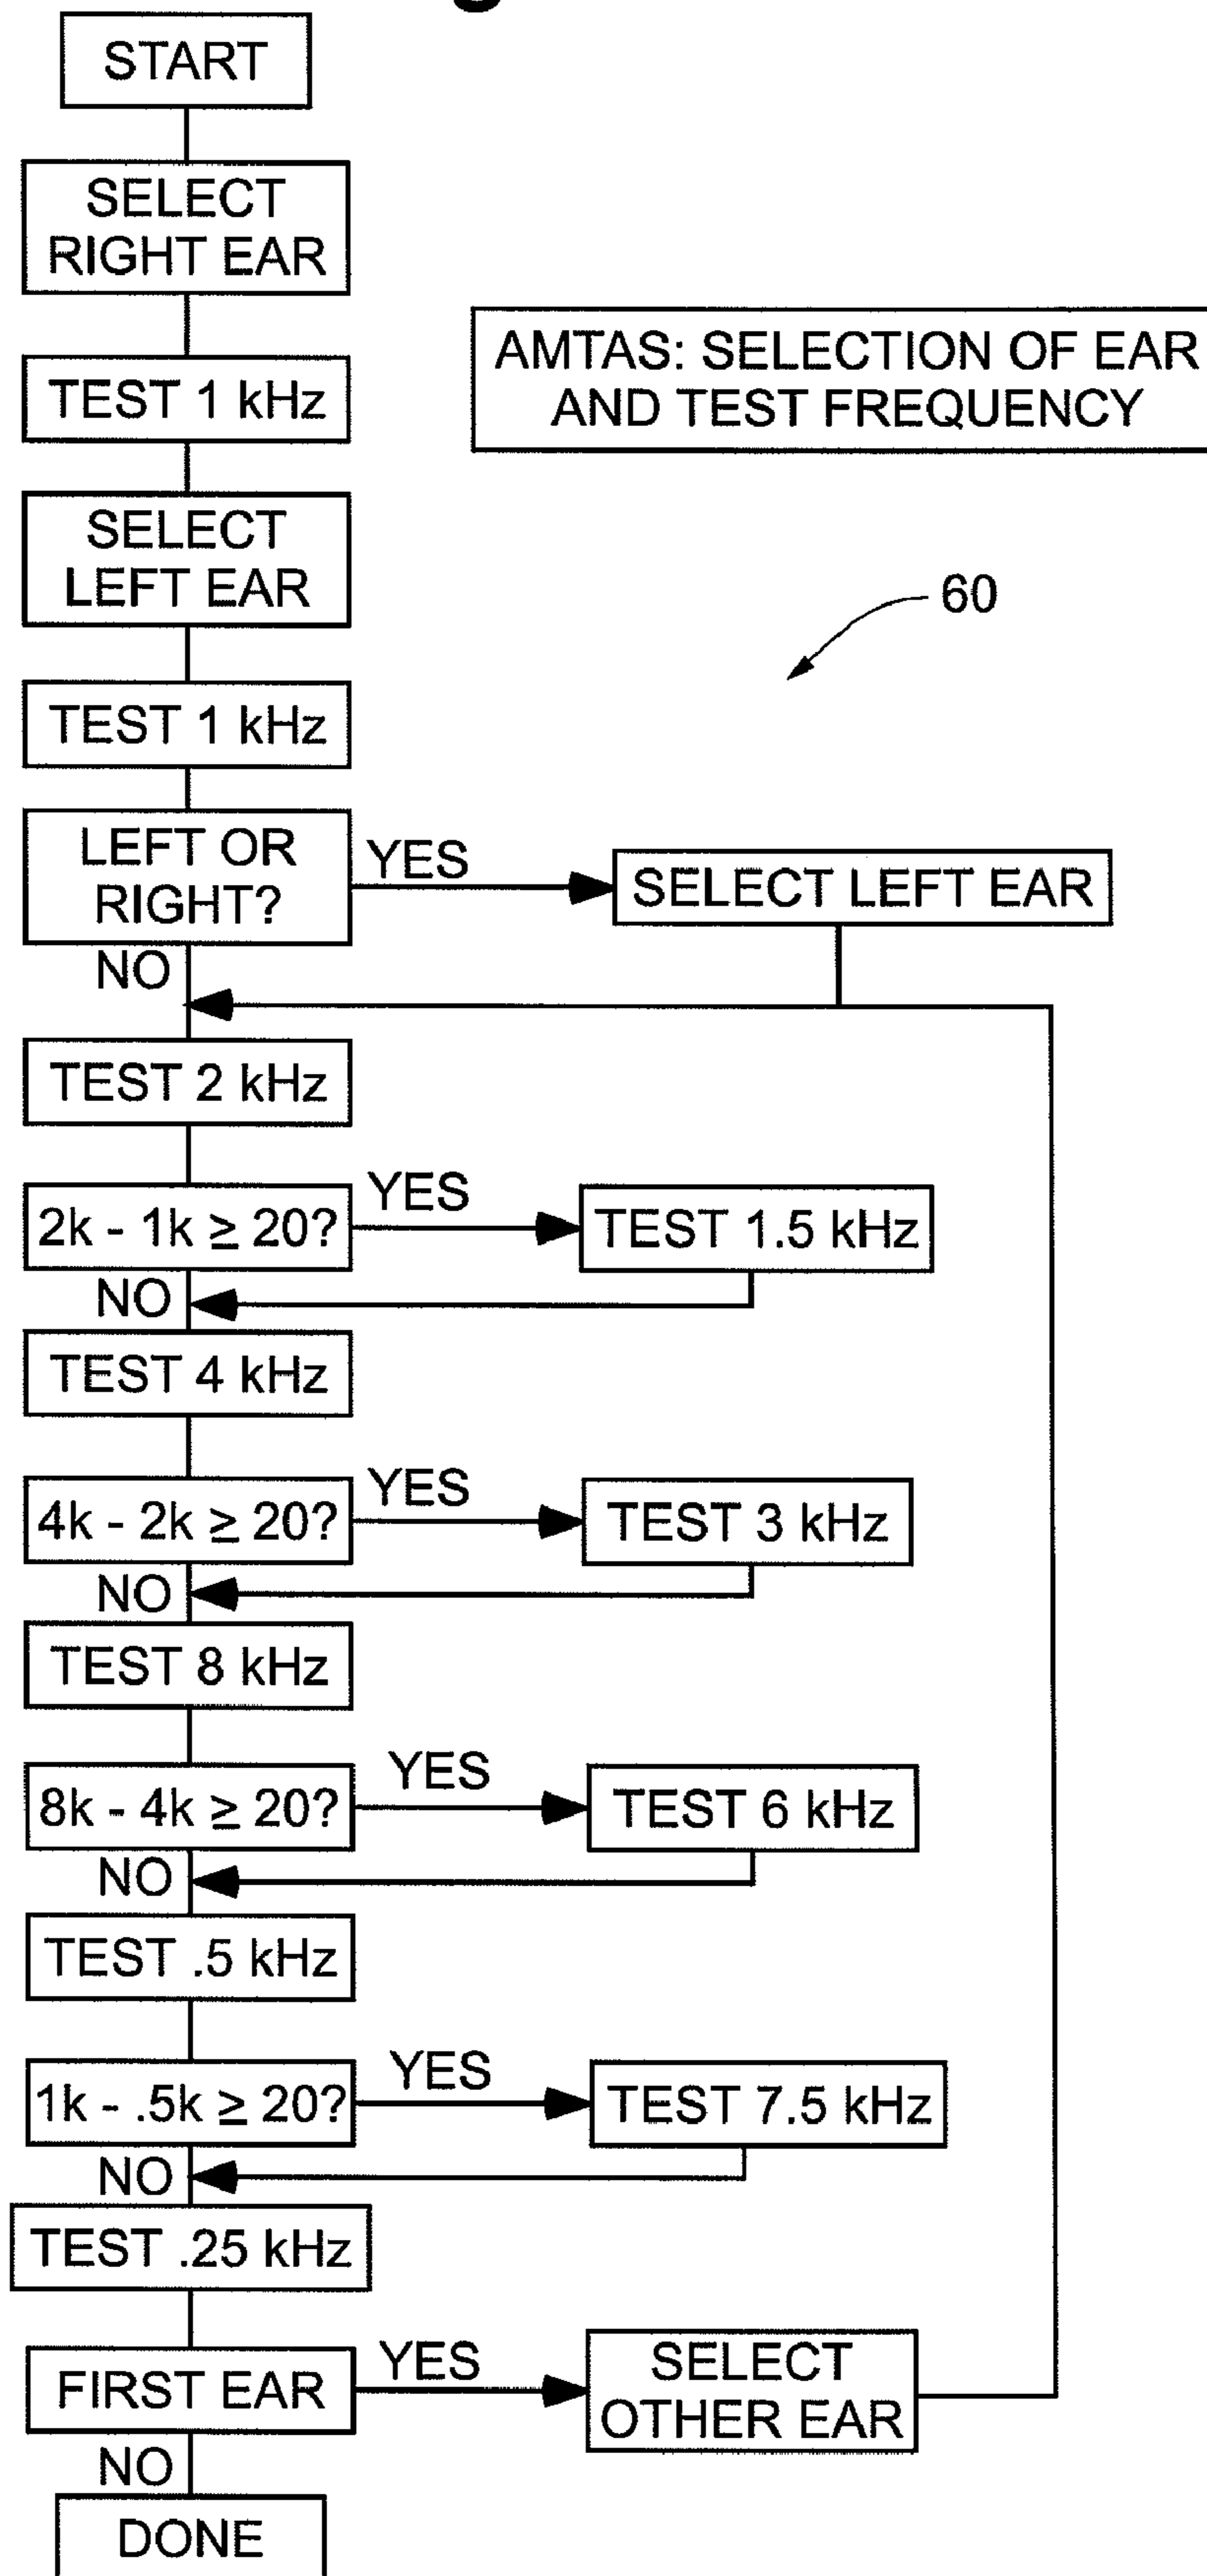 START
SELECT
RIGHT EAR
TEST 1 kHz
AMTAS: SELECTION OF EAR
AND TEST FREQUENCY
SELECT
LEFT EAR
60
TEST 1 kHz
LEFT OR
RIGHT?
YES
SELECT LEFT EAR
NO
TEST 2 kHz
2k - 1k ≥ 20?
YES
TEST 1.5 kHz
NO
TEST 4 kHz
4k - 2k ≥ 20?
YES
TEST 3 kHz
NO
TEST 8 kHz
8k - 4k ≥ 20?
YES
TEST 6 kHz
NO
TEST .5 kHz
1k - .5k ≥ 20?
YES
TEST 7.5 kHz
NO
TEST .25 kHz
FIRST EAR
YES
SELECT
OTHER EAR
NO
DONE